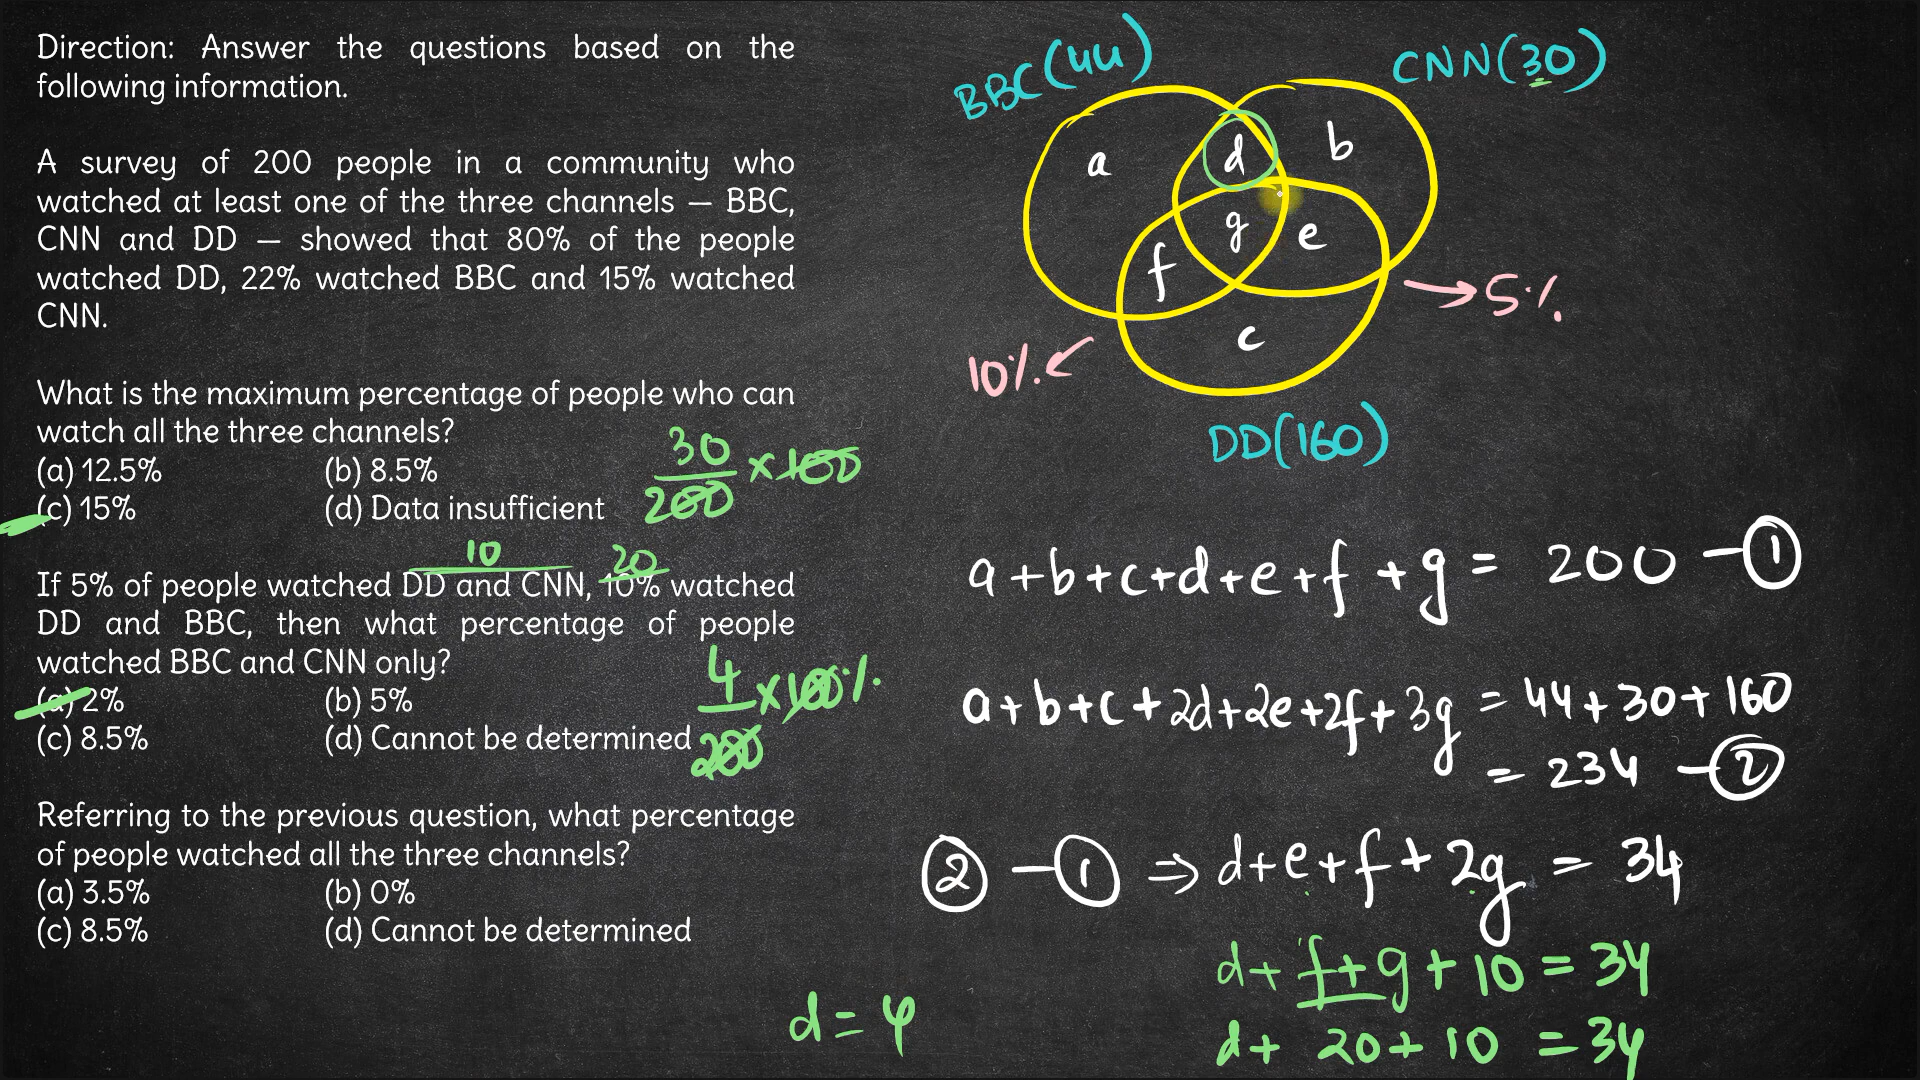 Direction: Answer the questions based on the
following information.
A survey of 200 people in a community who
watched at least one of the three channels — BBC,
CNN and DD — showed that 80% of the people
watched DD, 22% watched BBC and 15% watched
CNN.
What is the maximum percentage of people who can
watch all the three channels?
(a) 12.5% (b) 8.5%
(c) 15% (d) Data insufficient
30
200 × 100
10 20
If 5% of people watched DD and CNN, 10% watched
DD and BBC, then what percentage of people
watched BBC and CNN only?
(a) 2% (b) 5%
(c) 8.5% (d) Cannot be determined
4
200 × 100%.
Referring to the previous question, what percentage
of people watched all the three channels?
(a) 3.5% (b) 0%
(c) 8.5% (d) Cannot be determined
BBC(44) CNN(30)
a d b
g e
f
c
5%.
10%.
DD(160)
a+b+c+d+e+f+g = 200 — 1
a+b+c+2d+2e+2f+3g = 44+30+160
= 234 — 2
2 — 1 ⇒ d+e+f+2g = 34
d+f+g+10=34
d+20+10=34
d=4